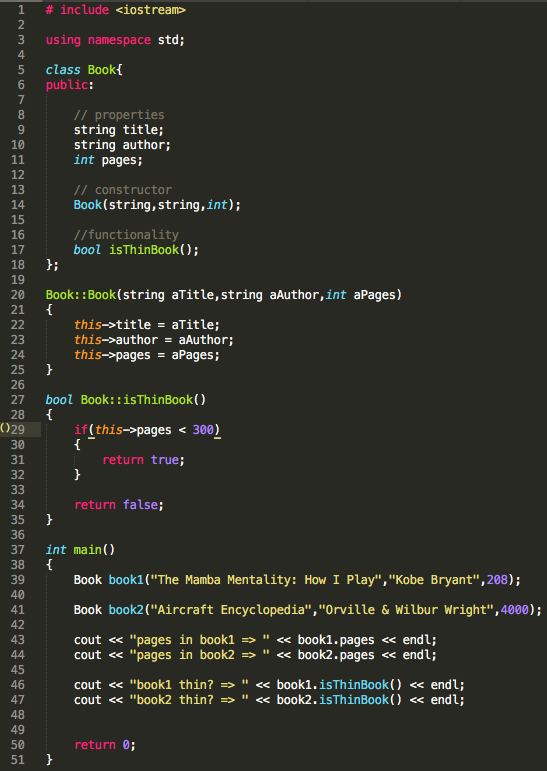 1 # include <iostream>
2
3 using namespace std;
4
5 class Book{
6 public:
7
8     // properties
9     string title;
10     string author;
11     int pages;
12
13     // constructor
14     Book(string,string,int);
15
16     //functionality
17     bool isThinBook();
18 };
19
20 Book::Book(string aTitle,string aAuthor,int aPages)
21 {
22     this->title = aTitle;
23     this->author = aAuthor;
24     this->pages = aPages;
25 }
26
27 bool Book::isThinBook()
28 {
()29     if(this->pages < 300)
30     {
31         return true;
32     }
33
34     return false;
35 }
36
37 int main()
38 {
39     Book book1("The Mamba Mentality: How I Play","Kobe Bryant",208);
40
41     Book book2("Aircraft Encyclopedia","Orville & Wilbur Wright",4000);
42
43     cout << "pages in book1 => " << book1.pages << endl;
44     cout << "pages in book2 => " << book2.pages << endl;
45
46     cout << "book1 thin? => " << book1.isThinBook() << endl;
47     cout << "book2 thin? => " << book2.isThinBook() << endl;
48
49
50     return 0;
51 }